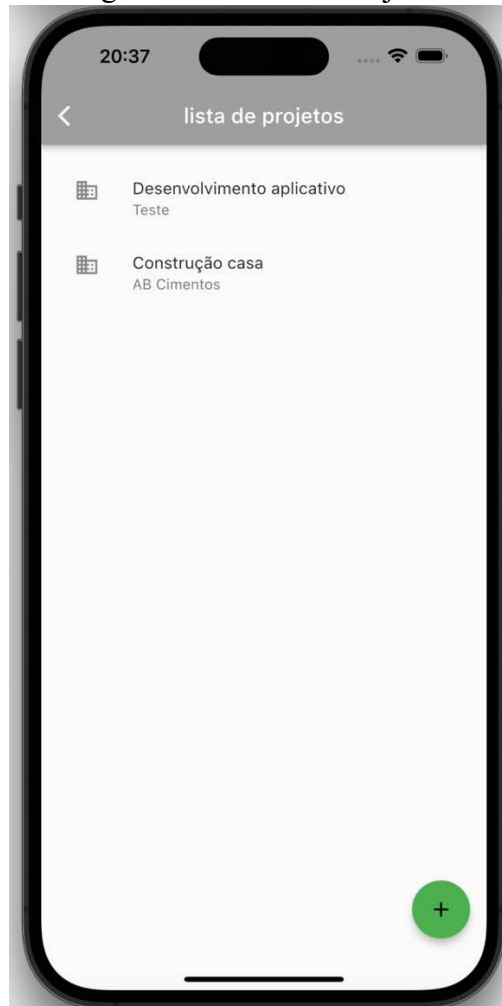 20:37
lista de projetos
Desenvolvimento aplicativo
Teste
Construção casa
AB Cimentos
+